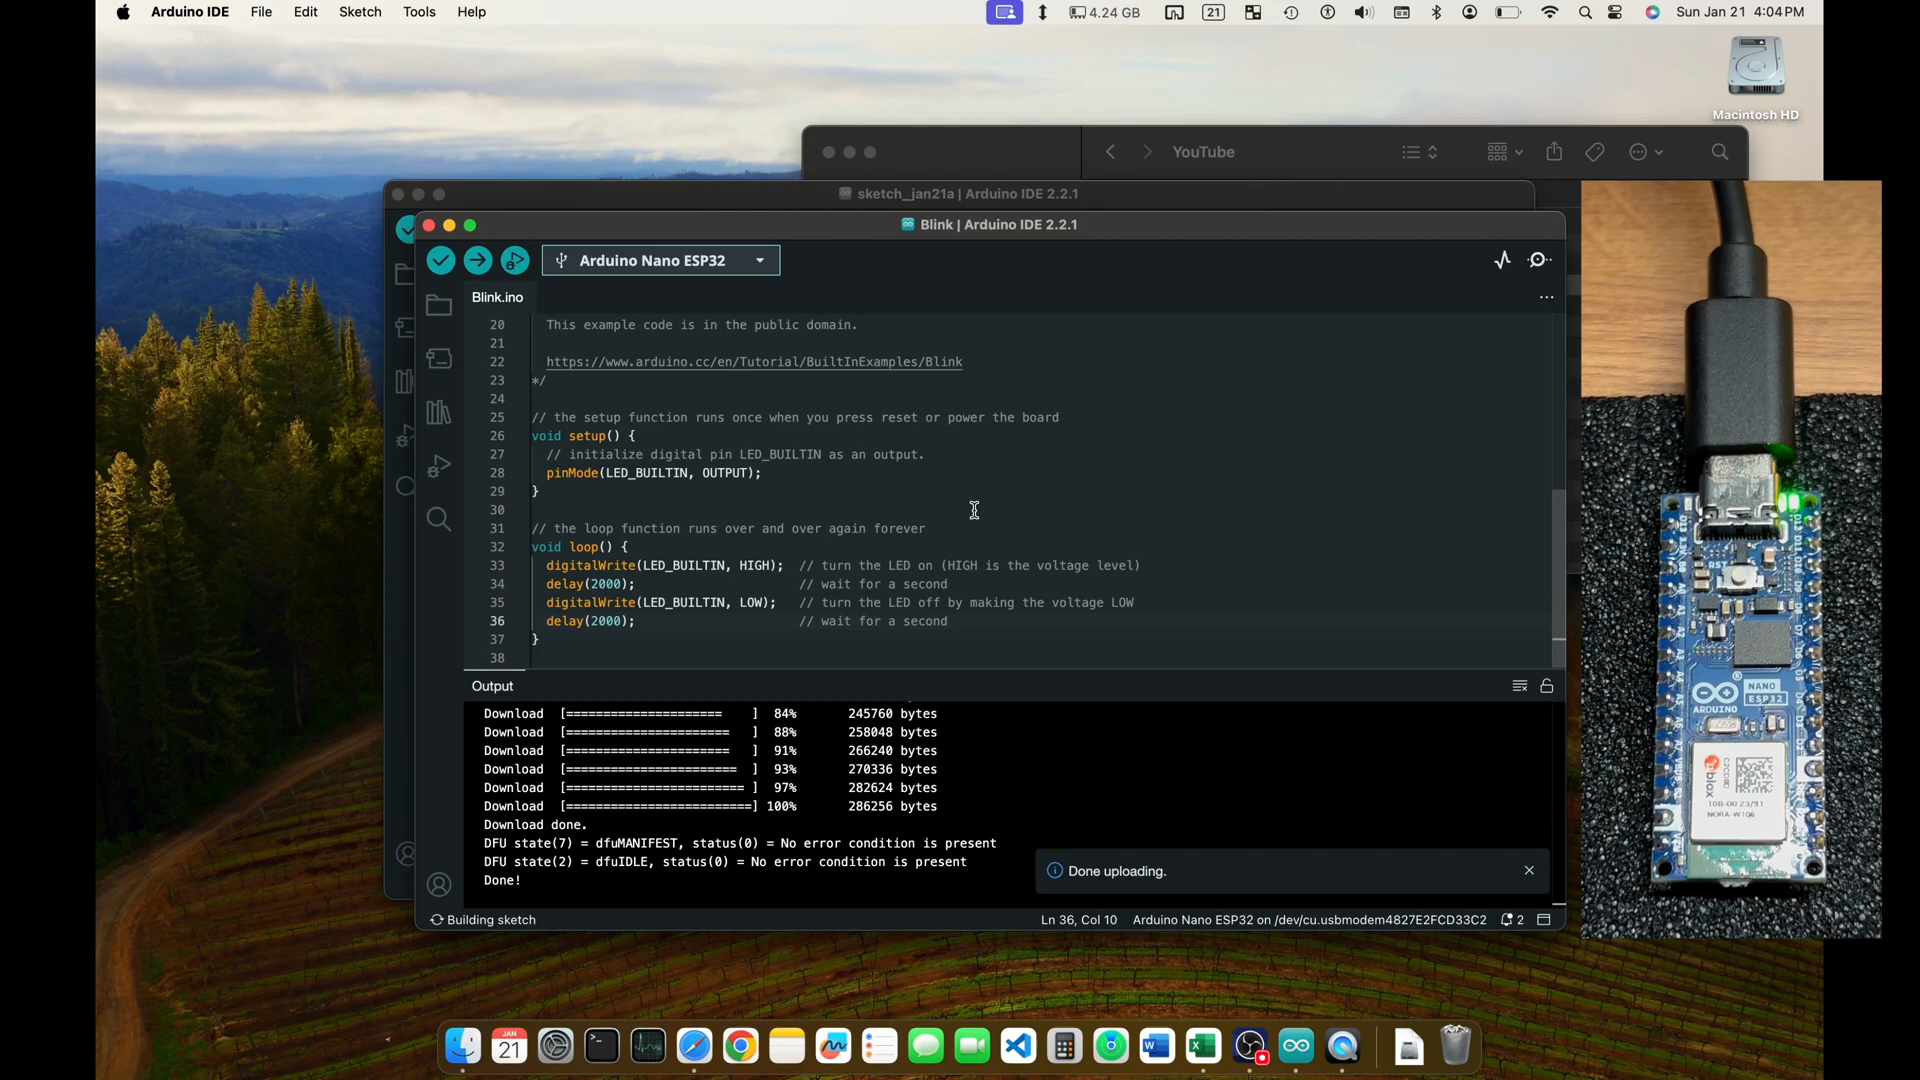 Arduino IDE File Edit Sketch Tools Help
4.24 GB 21 Sun Jan 21 4:04 PM
Macintosh HD
YouTube
sketch_jan21a | Arduino IDE 2.2.1
Blink | Arduino IDE 2.2.1
Arduino Nano ESP32
Blink.ino
20 This example code is in the public domain.
21
22 https://www.arduino.cc/en/Tutorial/BuiltInExamples/Blink
23 */
24
25 // the setup function runs once when you press reset or power the board
26 void setup() {
27 // initialize digital pin LED_BUILTIN as an output.
28 pinMode(LED_BUILTIN, OUTPUT);
29 }
30
31 // the loop function runs over and over again forever
32 void loop() {
33 digitalWrite(LED_BUILTIN, HIGH); // turn the LED on (HIGH is the voltage level)
34 delay(2000); // wait for a second
35 digitalWrite(LED_BUILTIN, LOW); // turn the LED off by making the voltage LOW
36 delay(2000); // wait for a second
37 }
38
Output
Download [====================== ] 84% 245760 bytes
Download [======================= ] 88% 258048 bytes
Download [======================= ] 91% 266240 bytes
Download [======================== ] 93% 270336 bytes
Download [========================= ] 97% 282624 bytes
Download [=========================] 100% 286256 bytes
Download done.
DFU state(7) = dfuMANIFEST, status(0) = No error condition is present
DFU state(2) = dfuIDLE, status(0) = No error condition is present
Done!
Done uploading.
Building sketch
Ln 36, Col 10 Arduino Nano ESP32 on /dev/cu.usbmodem4827E2FCD33C2 2
RST
NANO
ESP32
ARDUINO
ublox
NORA-W106
JAN
21